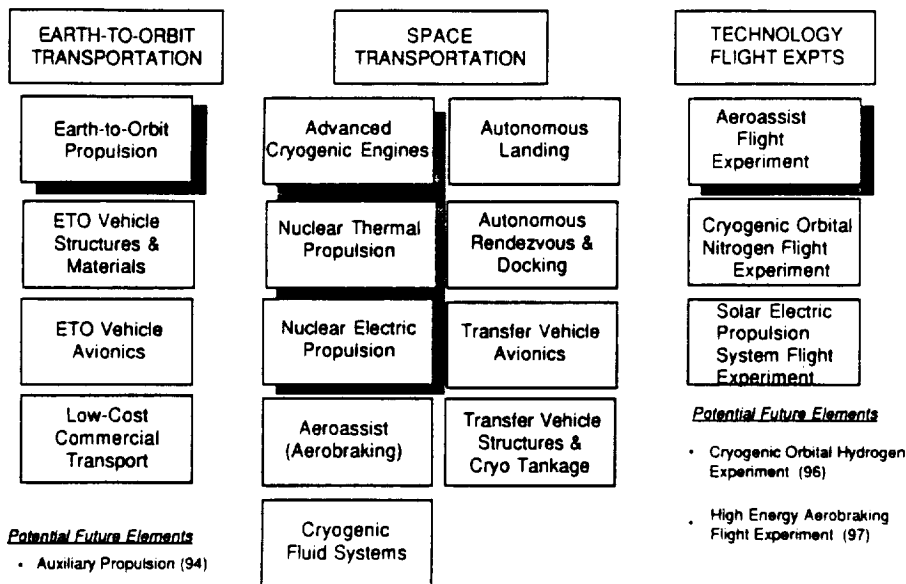 EARTH-TO-ORBIT
TRANSPORTATION
Earth-to-Orbit
Propulsion
ETO Vehicle
Structures &
Materials
ETO Vehicle
Avionics
Low-Cost
Commercial
Transport
Potential Future Elements
• Auxiliary Propulsion (94)
SPACE
TRANSPORTATION
Advanced
Cryogenic Engines
Nuclear Thermal
Propulsion
Nuclear Electric
Propulsion
Aeroassist
(Aerobraking)
Cryogenic
Fluid Systems
Autonomous
Landing
Autonomous
Rendezvous &
Docking
Transfer Vehicle
Avionics
Transfer Vehicle
Structures &
Cryo Tankage
TECHNOLOGY
FLIGHT EXPTS
Aeroassist
Flight
Experiment
Cryogenic Orbital
Nitrogen Flight
Experiment
Solar Electric
Propulsion
System Flight
Experiment
Potential Future Elements
• Cryogenic Orbital Hydrogen
Experiment (96)
• High Energy Aerobraking
Flight Experiment (97)